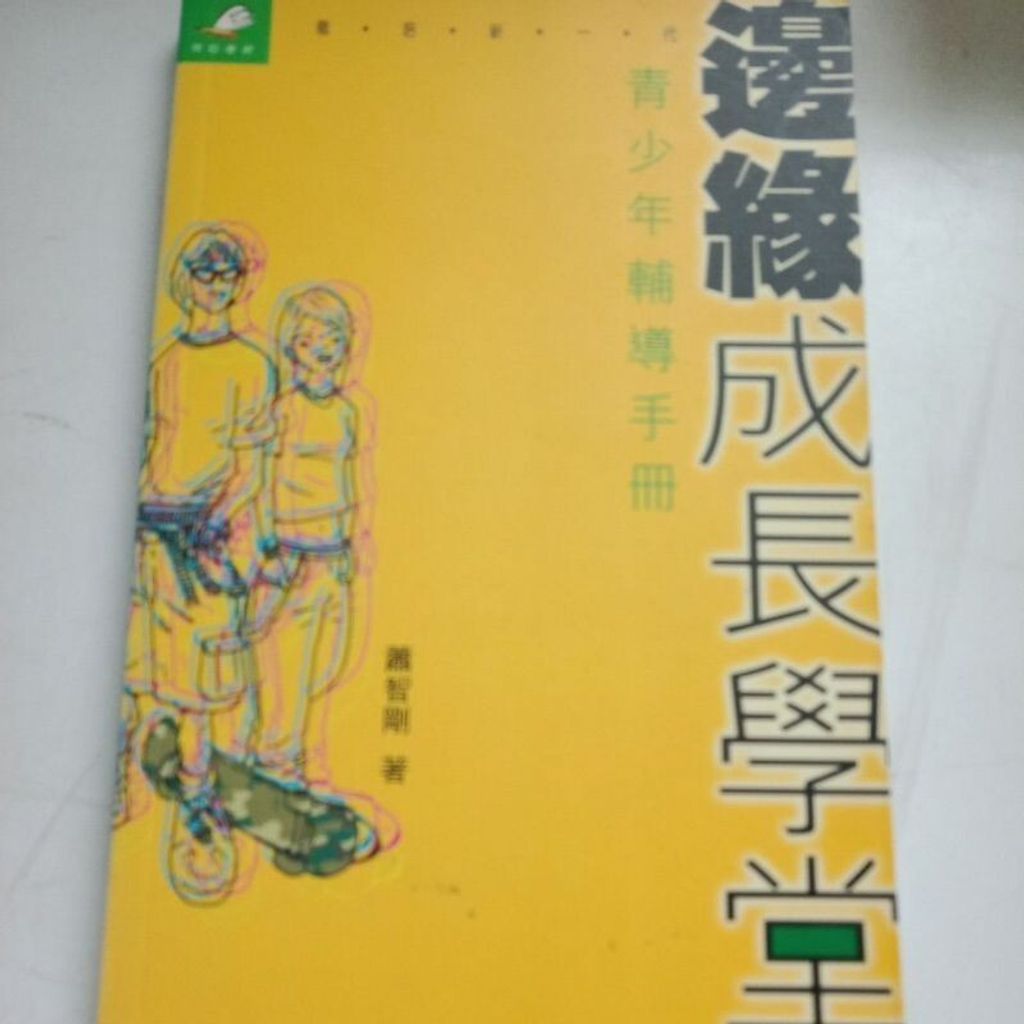 邊緣成長學堂
青少年輔導手冊
蕭智剛 著